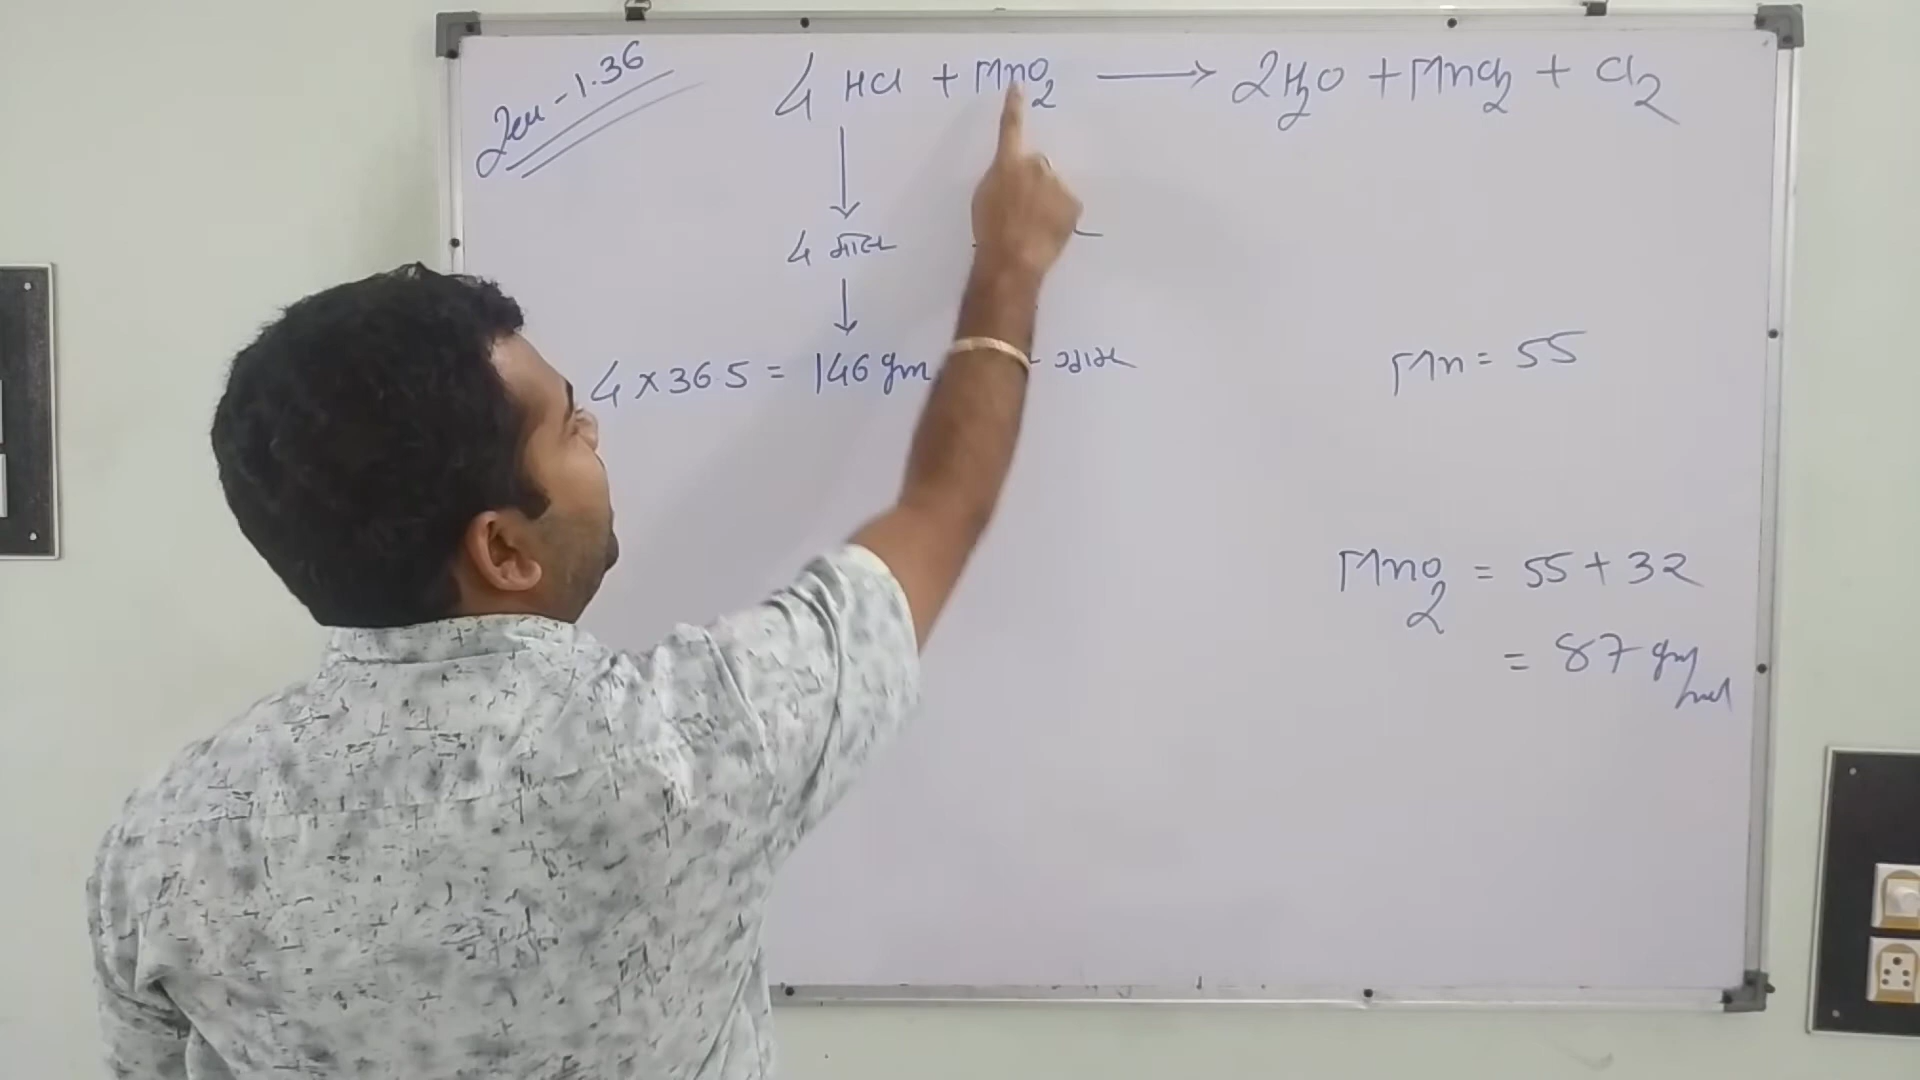 1.36
4 HCl + MnO2 ⟶ 2H2O + MnCl2 + Cl2
↓
4 मोल
↓
4 × 36.5 = 146 gm ग्राम
Mn = 55
MnO2 = 55 + 32
= 87 gm/mol